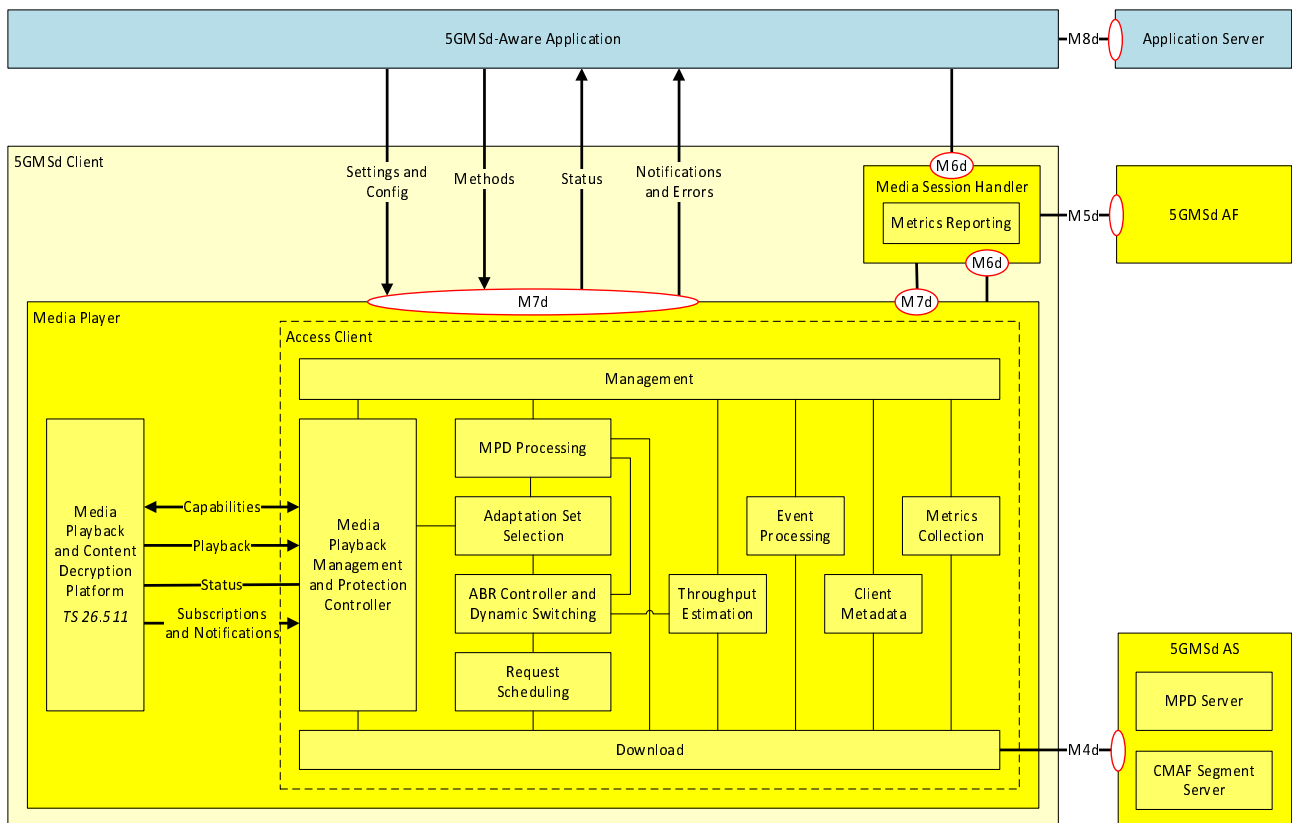 5GMSd-Aware Application
M8d
Application Server
5GMSd Client
Settings and
Config
Methods
Status
Notifications
and Errors
M6d
Media Session Handler
Metrics Reporting
M5d
5GMSd AF
M6d
M7d
M7d
Media Player
Access Client
Management
Media
Playback
and Content
Decryption
Platform
TS 26.511
Capabilities
Playback
Status
Subscriptions
and Notifications
Media
Playback
Management
and Protection
Controller
MPD Processing
Adaptation Set
Selection
ABR Controller and
Dynamic Switching
Request
Scheduling
Throughput
Estimation
Event
Processing
Client
Metadata
Metrics
Collection
Download
M4d
5GMSd AS
MPD Server
CMAF Segment
Server